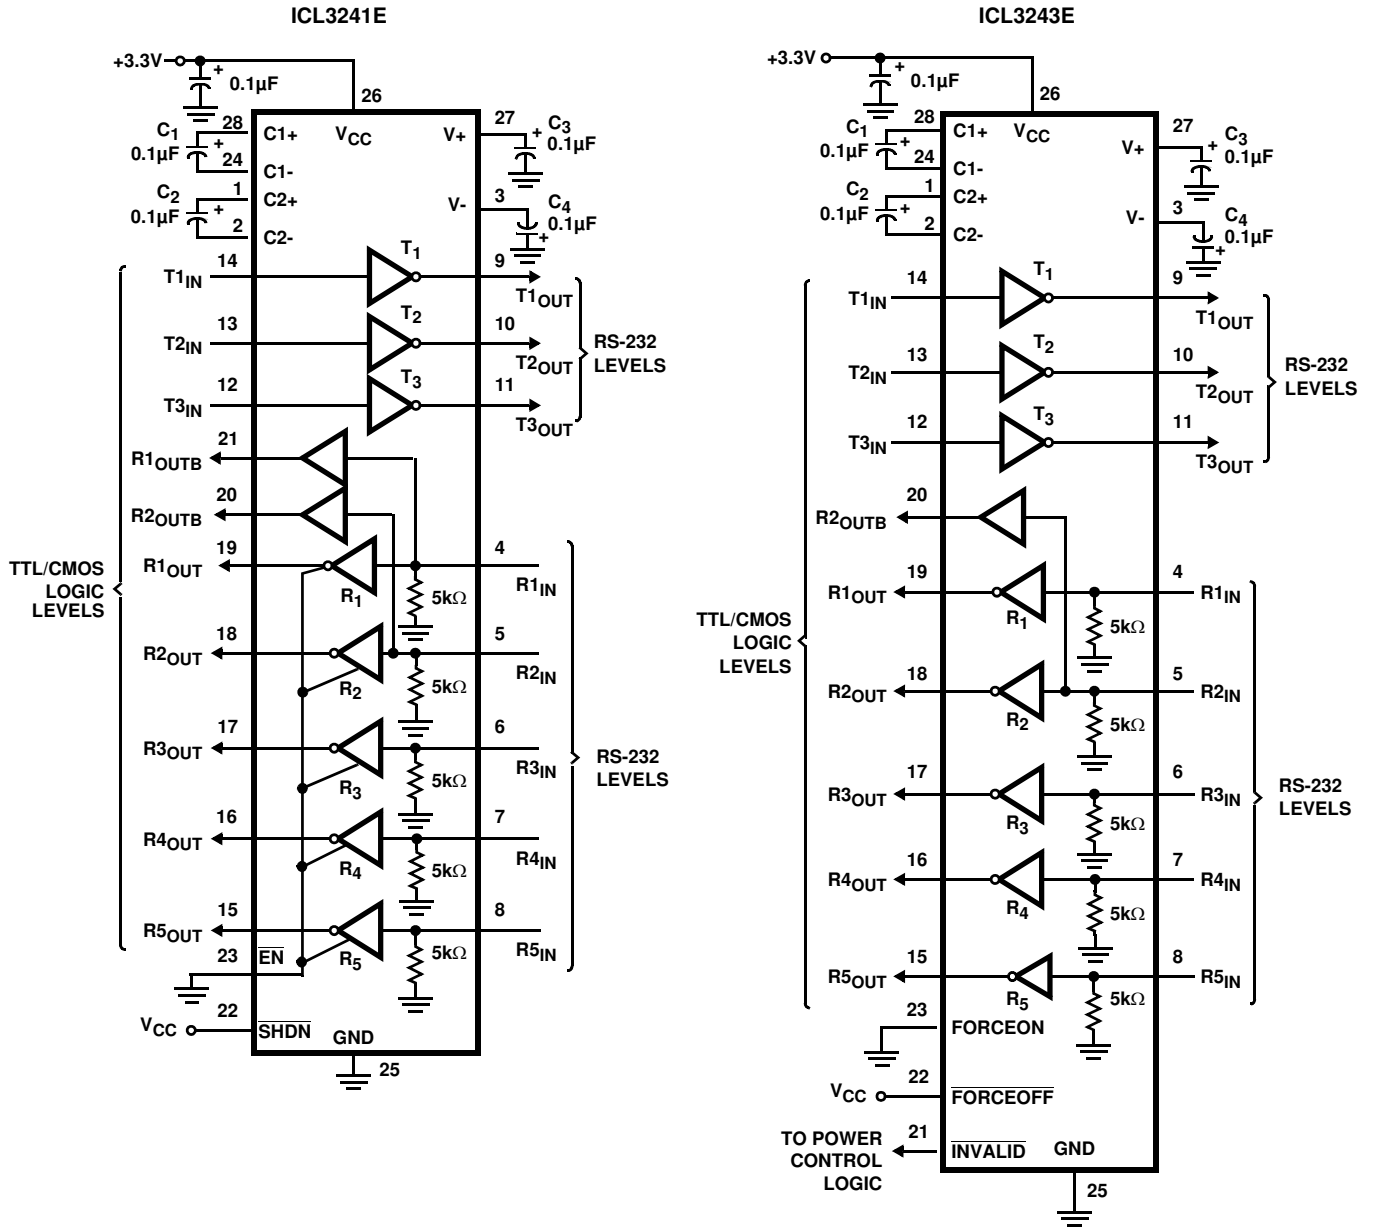 ICL3241E
+3.3V
+
0.1µF
26
C1
0.1µF
+
28
C1+
VCC
24
C1-
V+
27
+
C3
0.1µF
C2
0.1µF
+
1
C2+
2
C2-
V-
3
C4
0.1µF
+
T1IN
14
T1
9
T1OUT
T2IN
13
T2
10
T2OUT
T3IN
12
T3
11
T3OUT
RS-232
LEVELS
R1OUTB
21
R2OUTB
20
R1OUT
19
R1
4
R1IN
5kΩ
R2OUT
18
R2
5
R2IN
5kΩ
R3OUT
17
R3
6
R3IN
5kΩ
R4OUT
16
R4
7
R4IN
5kΩ
R5OUT
15
R5
8
R5IN
5kΩ
TTL/CMOS
LOGIC
LEVELS
RS-232
LEVELS
23
EN
VCC
22
SHDN
GND
25
ICL3243E
+3.3V
+
0.1µF
26
C1
0.1µF
+
28
C1+
VCC
24
C1-
V+
27
+
C3
0.1µF
C2
0.1µF
+
1
C2+
2
C2-
V-
3
C4
0.1µF
+
T1IN
14
T1
9
T1OUT
T2IN
13
T2
10
T2OUT
T3IN
12
T3
11
T3OUT
RS-232
LEVELS
R2OUTB
20
R1OUT
19
R1
4
R1IN
5kΩ
R2OUT
18
R2
5
R2IN
5kΩ
R3OUT
17
R3
6
R3IN
5kΩ
R4OUT
16
R4
7
R4IN
5kΩ
R5OUT
15
R5
8
R5IN
5kΩ
TTL/CMOS
LOGIC
LEVELS
RS-232
LEVELS
23
FORCEON
VCC
22
FORCEOFF
TO POWER
CONTROL
LOGIC
21
INVALID
GND
25